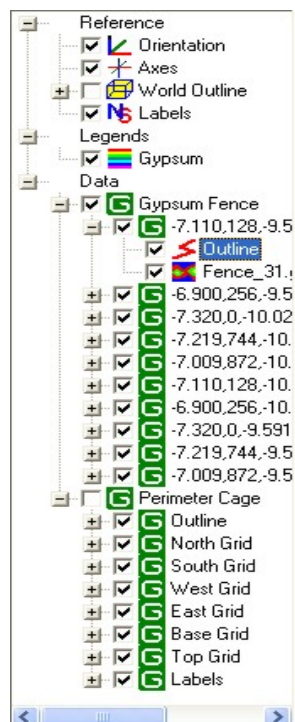 Reference
Orientation
Axes
World Outline
Labels
Legends
Gypsum
Data
Gypsum Fence
-7.110,128,-9.5
Outline
Fence_31.
-6.900,256,-9.5
-7.320,0,-10.02
-7.219,744,-10.
-7.009,872,-10.
-7.110,128,-10.
-6.900,256,-10.
-7.320,0,-9.591
-7.219,744,-9.5
-7.009,872,-9.5
Perimeter Cage
Outline
North Grid
South Grid
West Grid
East Grid
Base Grid
Top Grid
Labels